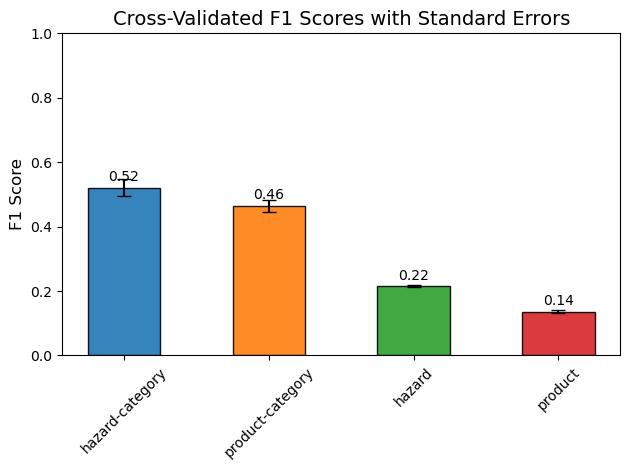 Cross-Validated F1 Scores with Standard Errors
F1 Score
1.0
0.8
0.6
0.4
0.2
0.0
0.52
0.46
0.22
0.14
hazard-category
product-category
hazard
product